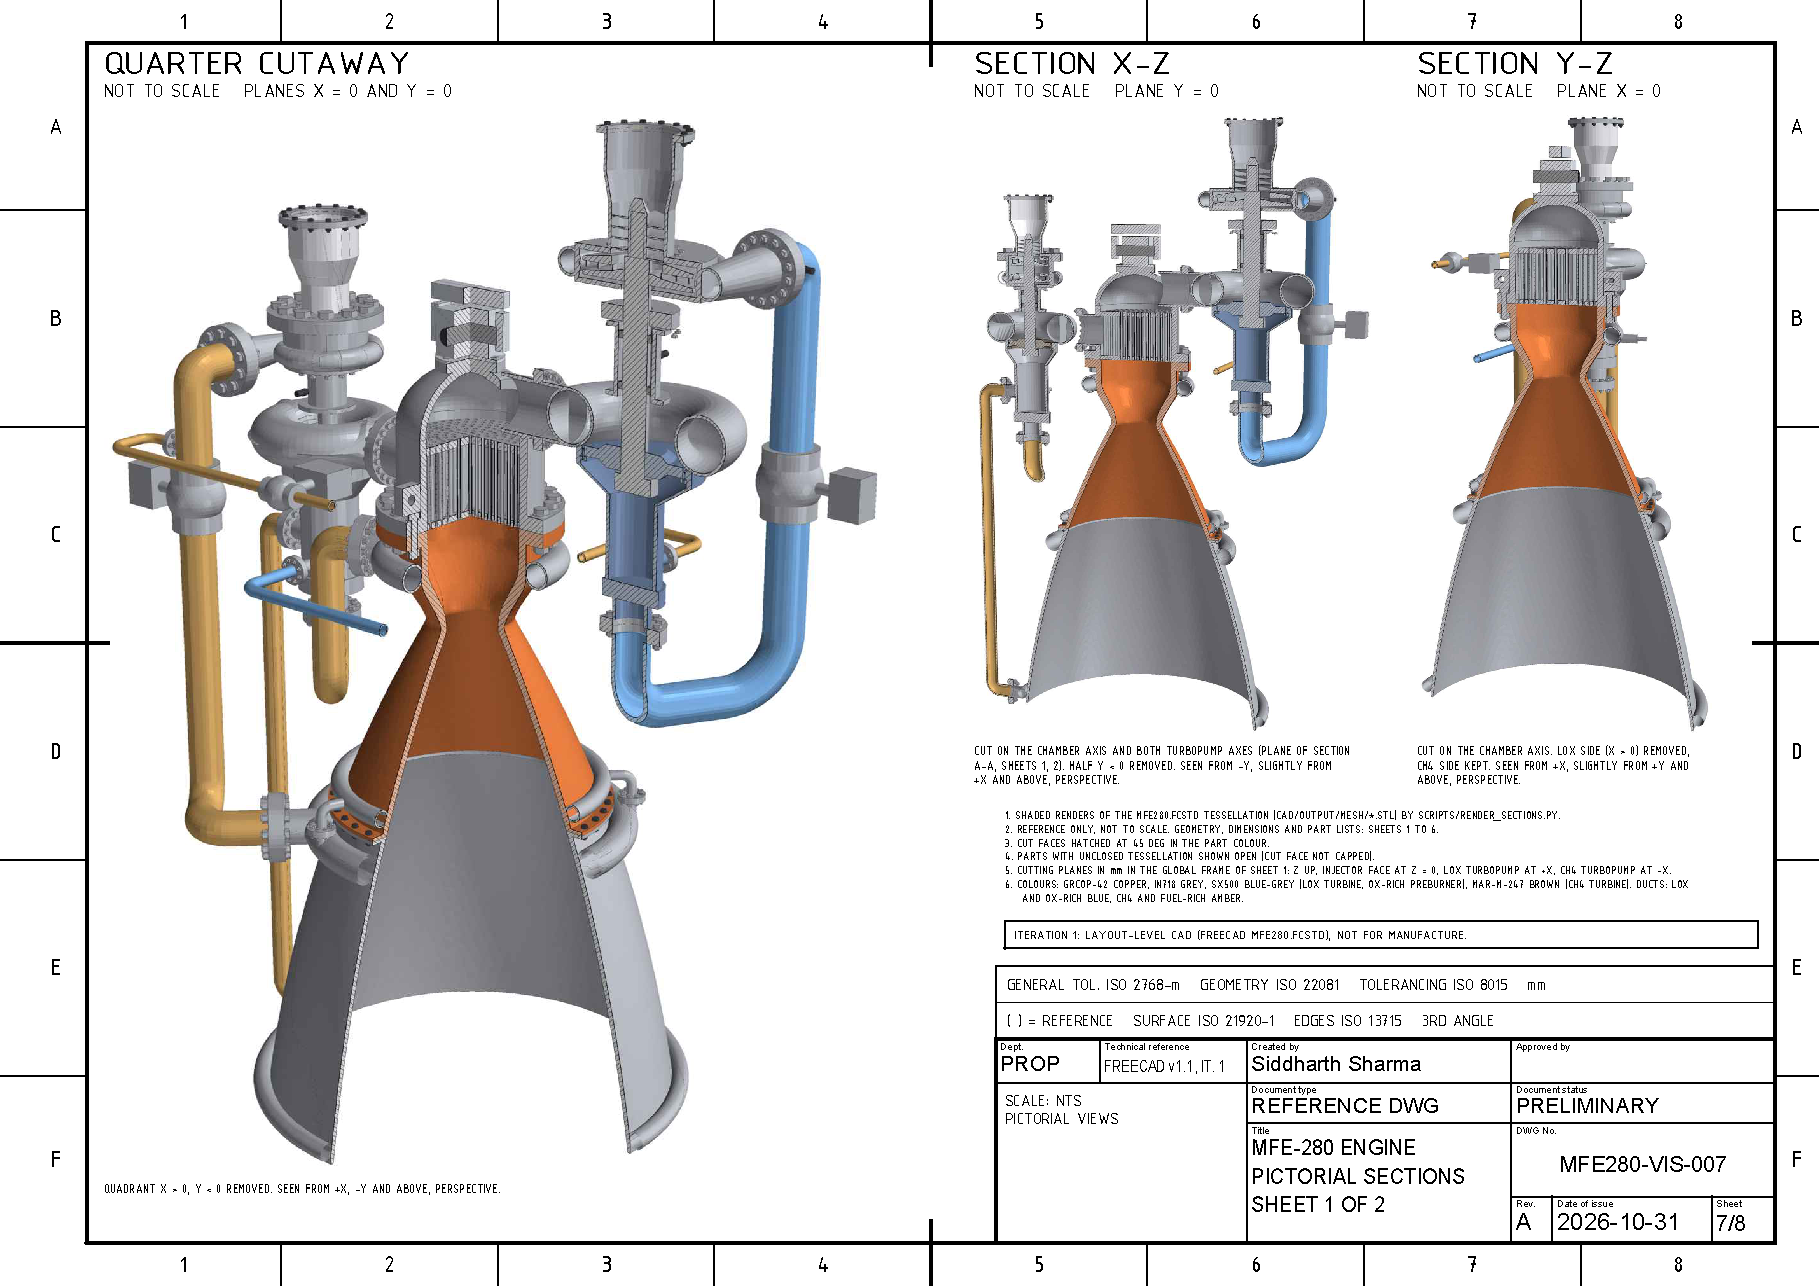 1 2 3 4 5 6 7 8
A A
B B
C C
D D
E E
F F
QUARTER CUTAWAY
NOT TO SCALE PLANES X = 0 AND Y = 0
SECTION X-Z
NOT TO SCALE PLANE Y = 0
SECTION Y-Z
NOT TO SCALE PLANE X = 0
CUT ON THE CHAMBER AXIS AND BOTH TURBOPUMP AXES (PLANE OF SECTION
A-A, SHEETS 1, 2). HALF Y < 0 REMOVED. SEEN FROM -Y, SLIGHTLY FROM
+X AND ABOVE, PERSPECTIVE.
CUT ON THE CHAMBER AXIS. LOX SIDE (X > 0) REMOVED,
CH4 SIDE KEPT. SEEN FROM +X, SLIGHTLY FROM +Y AND
ABOVE, PERSPECTIVE.
1. SHADED RENDERS OF THE MFE280.FCSTD TESSELLATION (CAD/OUTPUT/MESH/*.STL) BY SCRIPTS/RENDER_SECTIONS.PY.
2. REFERENCE ONLY, NOT TO SCALE. GEOMETRY, DIMENSIONS AND PART LISTS: SHEETS 1 TO 6.
3. CUT FACES HATCHED AT 45 DEG IN THE PART COLOUR.
4. PARTS WITH UNCLOSED TESSELLATION SHOWN OPEN (CUT FACE NOT CAPPED).
5. CUTTING PLANES IN mm IN THE GLOBAL FRAME OF SHEET 1: Z UP, INJECTOR FACE AT Z = 0, LOX TURBOPUMP AT +X, CH4 TURBOPUMP AT -X.
6. COLOURS: GRCOP-42 COPPER, IN718 GREY, SX500 BLUE-GREY (LOX TURBINE, OX-RICH PREBURNER), MAR-M-247 BROWN (CH4 TURBINE). DUCTS: LOX
AND OX-RICH BLUE, CH4 AND FUEL-RICH AMBER.
ITERATION 1: LAYOUT-LEVEL CAD (FREECAD MFE280.FCSTD), NOT FOR MANUFACTURE.
GENERAL TOL. ISO 2768-m GEOMETRY ISO 22081 TOLERANCING ISO 8015 mm
( ) = REFERENCE SURFACE ISO 21920-1 EDGES ISO 13715 3RD ANGLE
Dept. Technical reference Created by Approved by
PROP FREECAD v1.1, IT. 1 Siddharth Sharma
SCALE: NTS
PICTORIAL VIEWS
Document type Document status
REFERENCE DWG PRELIMINARY
Title DWG No.
MFE-280 ENGINE
PICTORIAL SECTIONS
SHEET 1 OF 2
MFE280-VIS-007
Rev. Date of issue Sheet
A 2026-10-31 7/8
QUADRANT X > 0, Y < 0 REMOVED. SEEN FROM +X, -Y AND ABOVE, PERSPECTIVE.
1 2 3 4 5 6 7 8